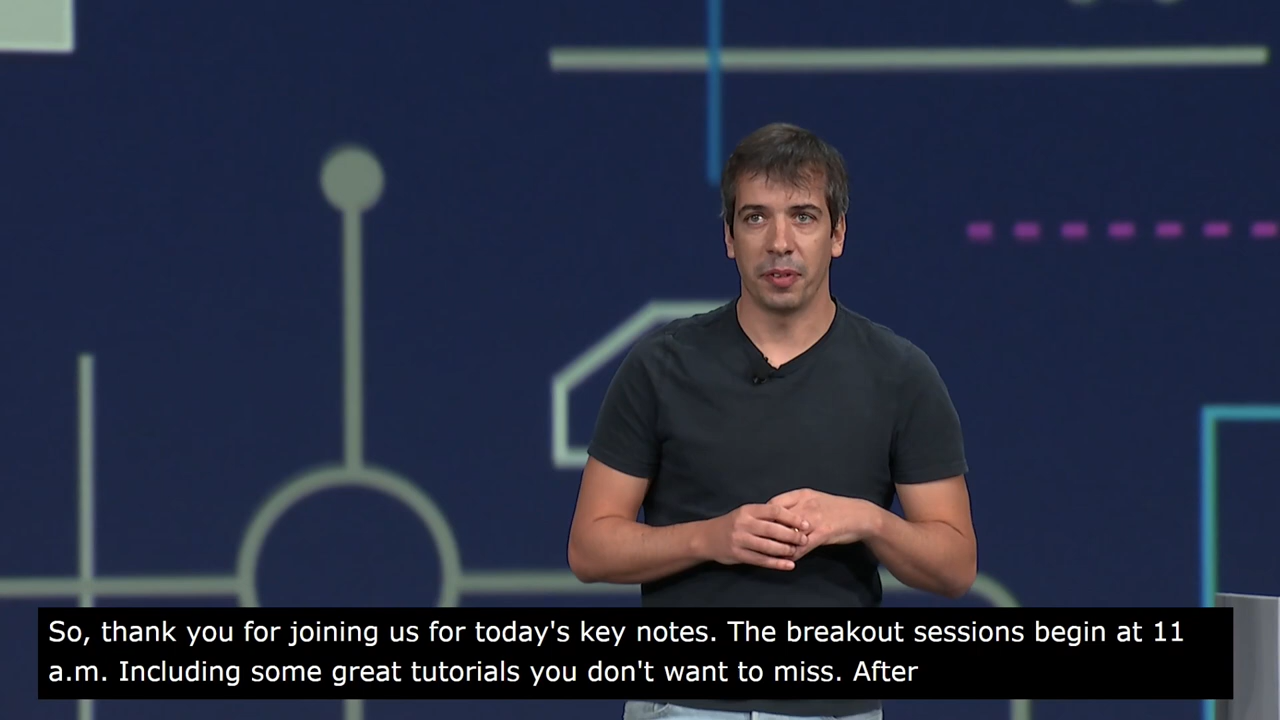 So, thank you for joining us for today's key notes. The breakout sessions begin at 11
a.m. Including some great tutorials you don't want to miss. After